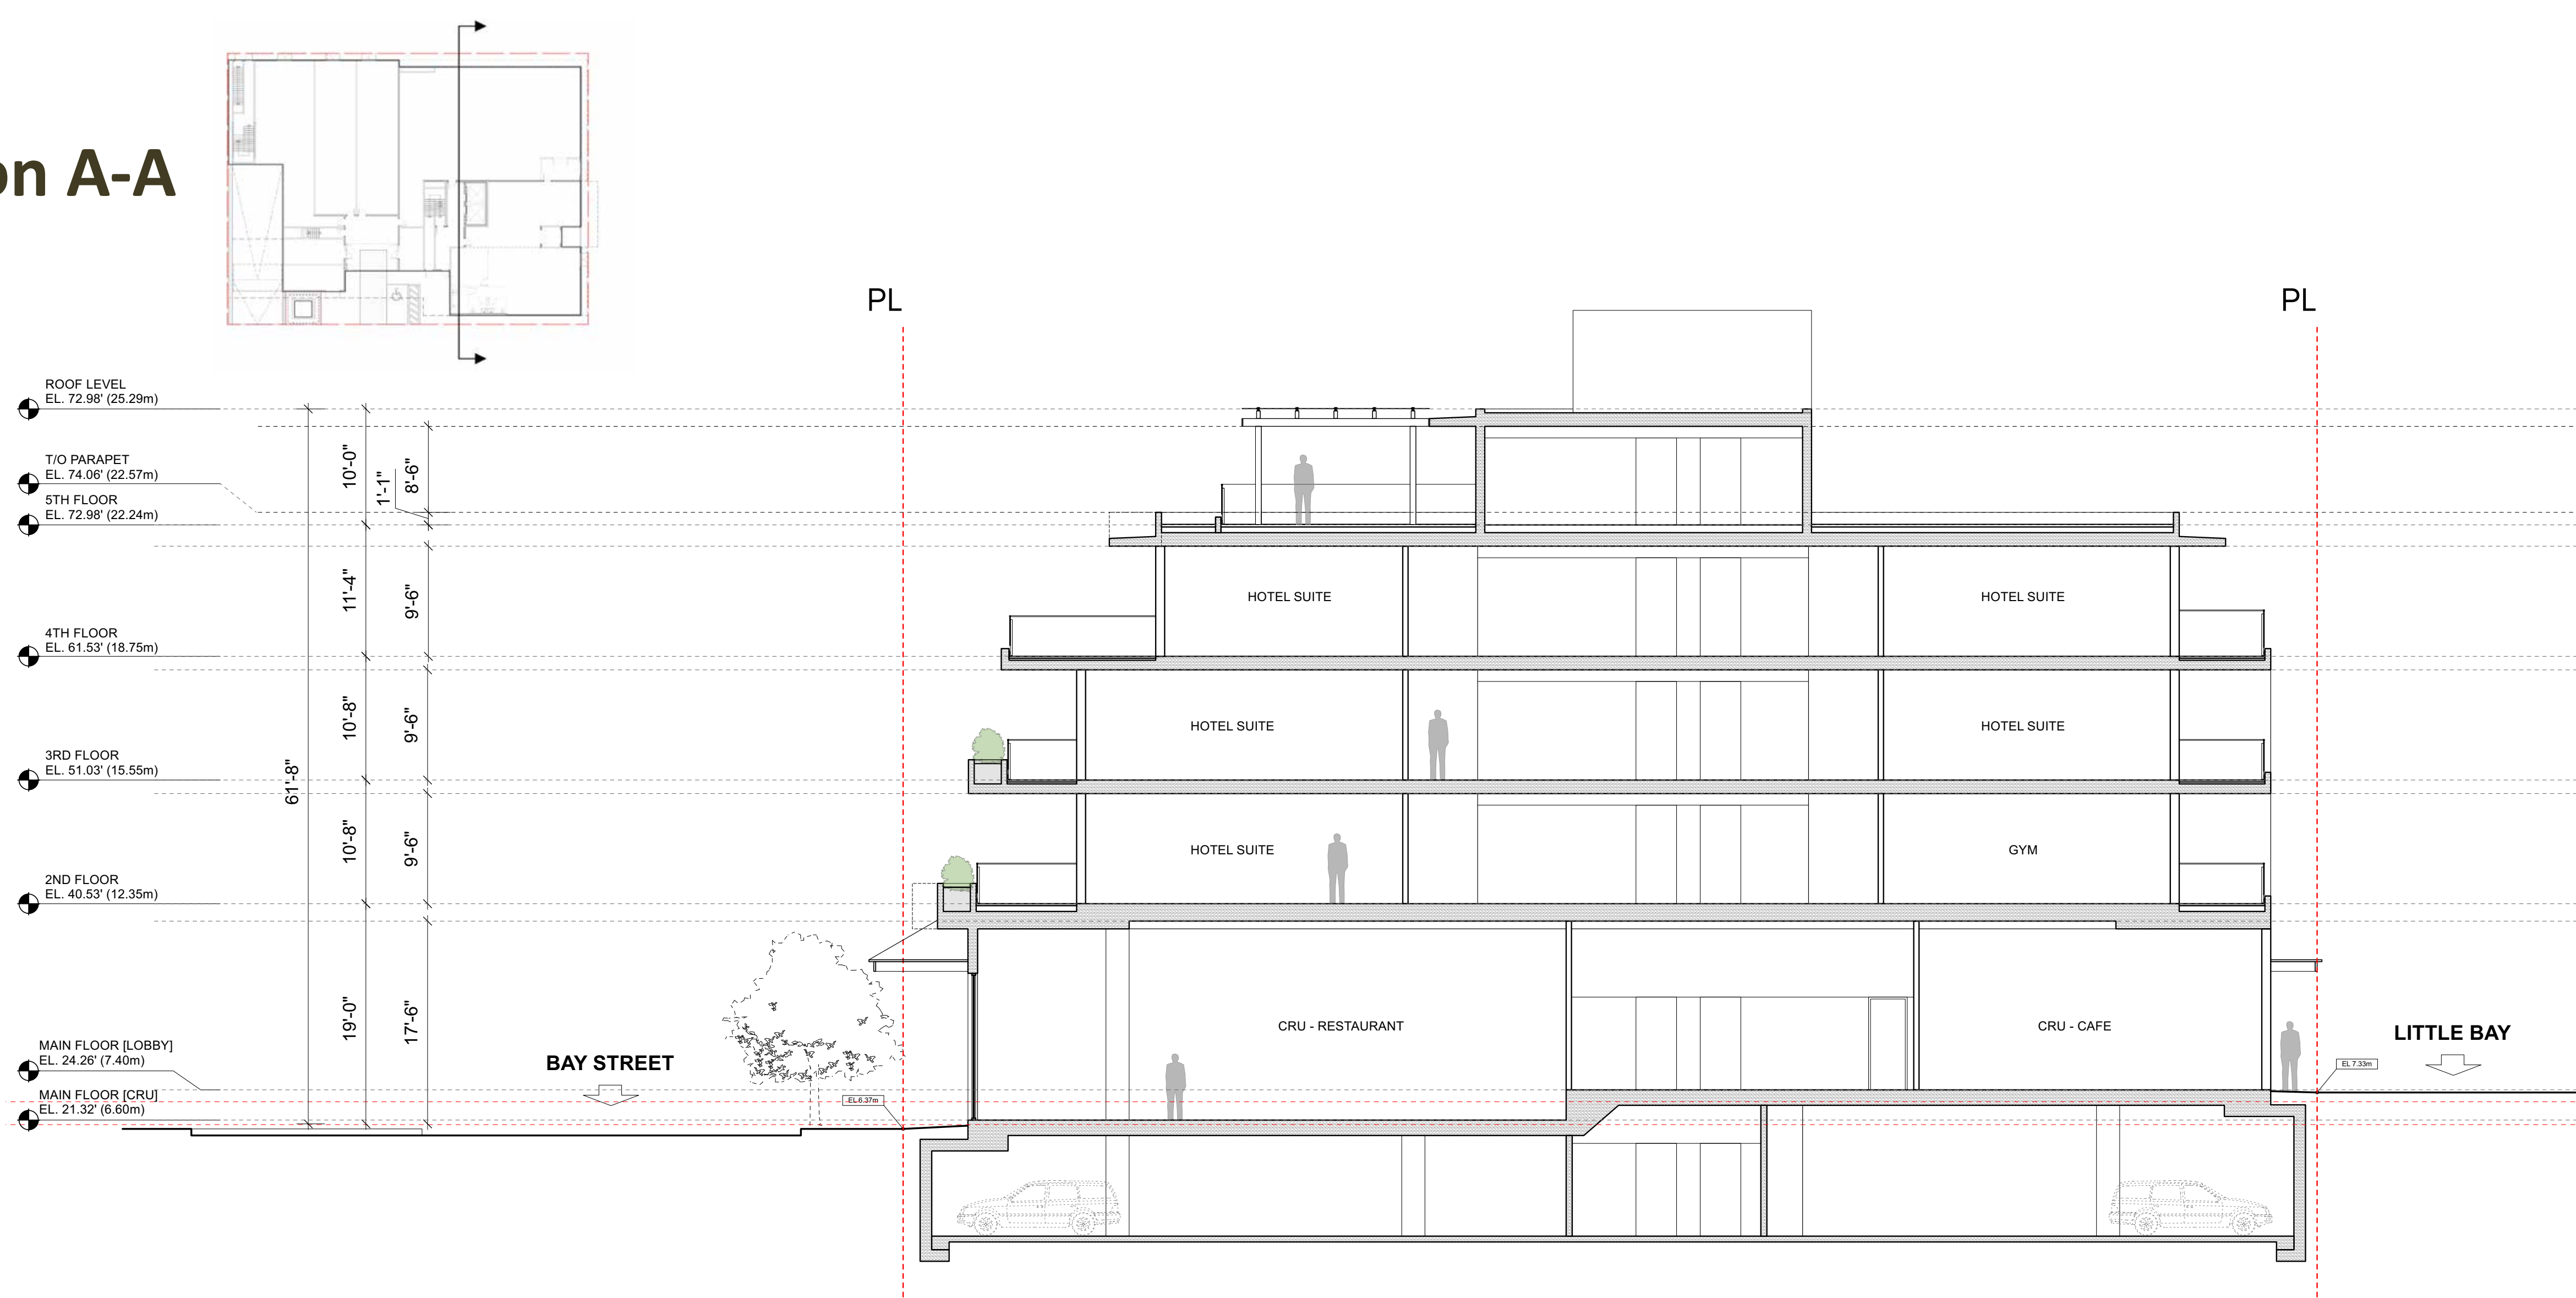 on A-A
PL
PL
ROOF LEVEL
EL. 72.98' (25.29m)
T/O PARAPET
EL. 74.06' (22.57m)
5TH FLOOR
EL. 72.98' (22.24m)
4TH FLOOR
EL. 61.53' (18.75m)
3RD FLOOR
EL. 51.03' (15.55m)
2ND FLOOR
EL. 40.53' (12.35m)
MAIN FLOOR [LOBBY]
EL. 24.26' (7.40m)
MAIN FLOOR [CRU]
EL. 21.32' (6.60m)
61'-8"
10'-0"
11'-4"
10'-8"
10'-8"
19'-0"
1'-1"
8'-6"
9'-6"
9'-6"
9'-6"
17'-6"
HOTEL SUITE
HOTEL SUITE
HOTEL SUITE
HOTEL SUITE
HOTEL SUITE
GYM
CRU - RESTAURANT
CRU - CAFE
BAY STREET
LITTLE BAY
EL 6.37m
EL 7.33m